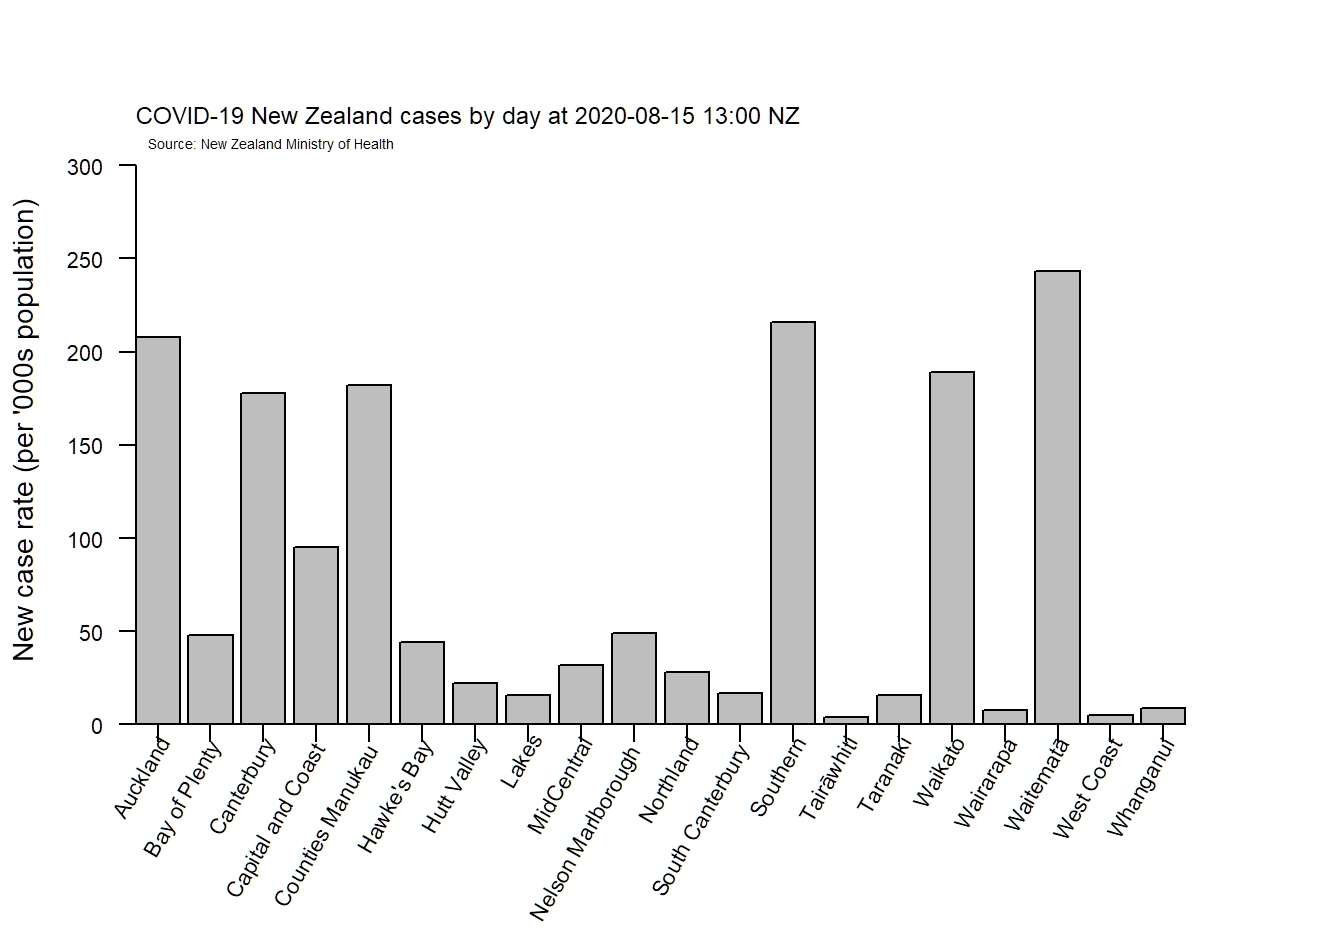 COVID-19 New Zealand cases by day at 2020-08-15 13:00 NZ
Source: New Zealand Ministry of Health
New case rate (per '000s population)
300
250
200
150
100
50
0
Auckland
Bay of Plenty
Canterbury
Capital and Coast
Counties Manukau
Hawke's Bay
Hutt Valley
Lakes
MidCentral
Nelson Marlborough
Northland
South Canterbury
Southern
Tairāwhiti
Taranaki
Waikato
Wairarapa
Waitematā
West Coast
Whanganui